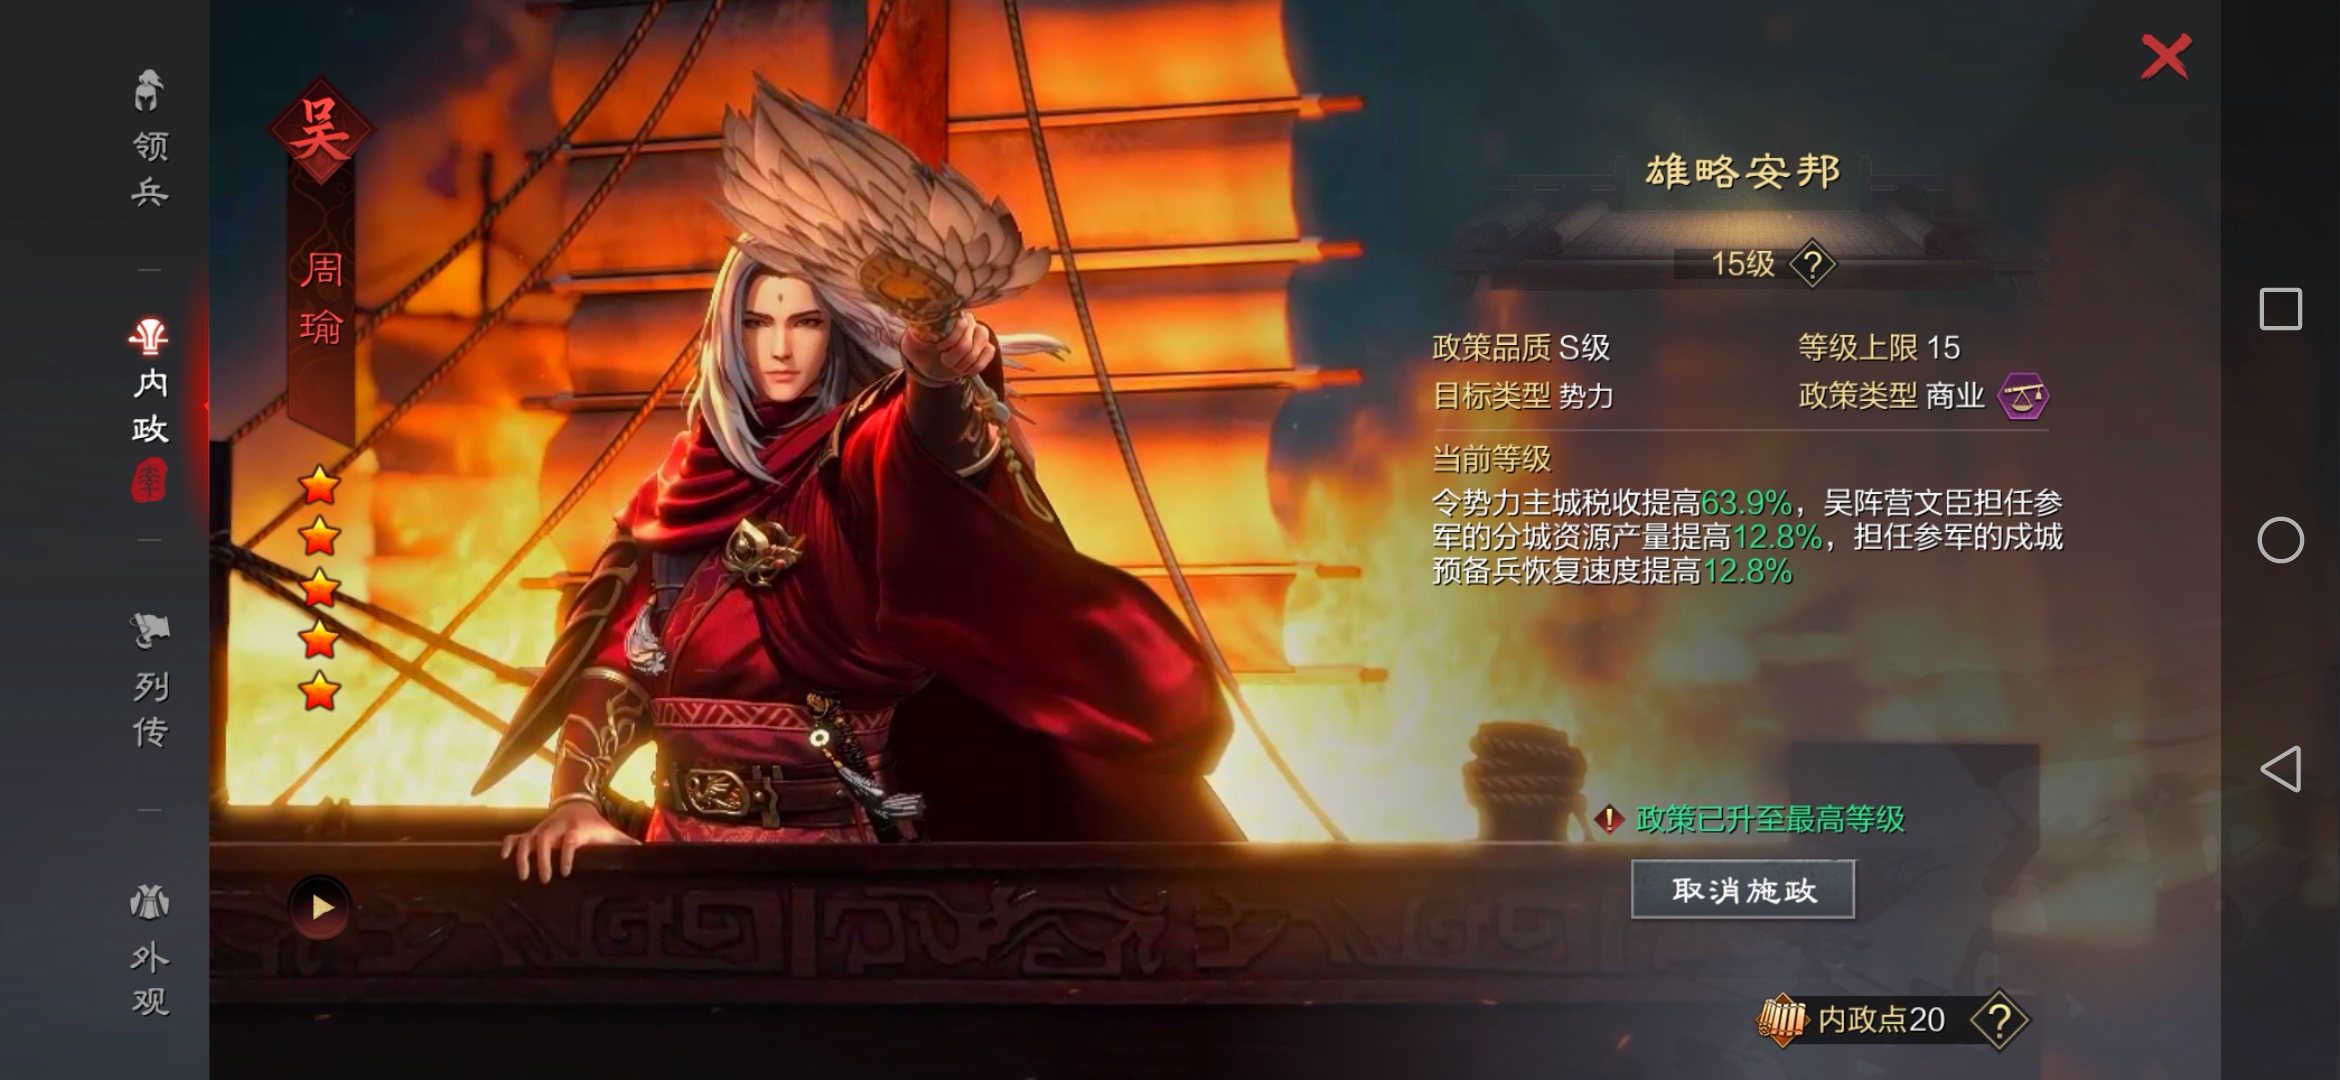 领兵
内政
列传
外观
吴
周瑜
雄略安邦
15级
政策品质 S级
等级上限 15
目标类型 势力
政策类型 商业
当前等级
令势力主城税收提高63.9%，吴阵营文臣担任参
军的分城资源产量提高12.8%，担任参军的戍城
预备兵恢复速度提高12.8%
政策已升至最高等级
取消施政
内政点20